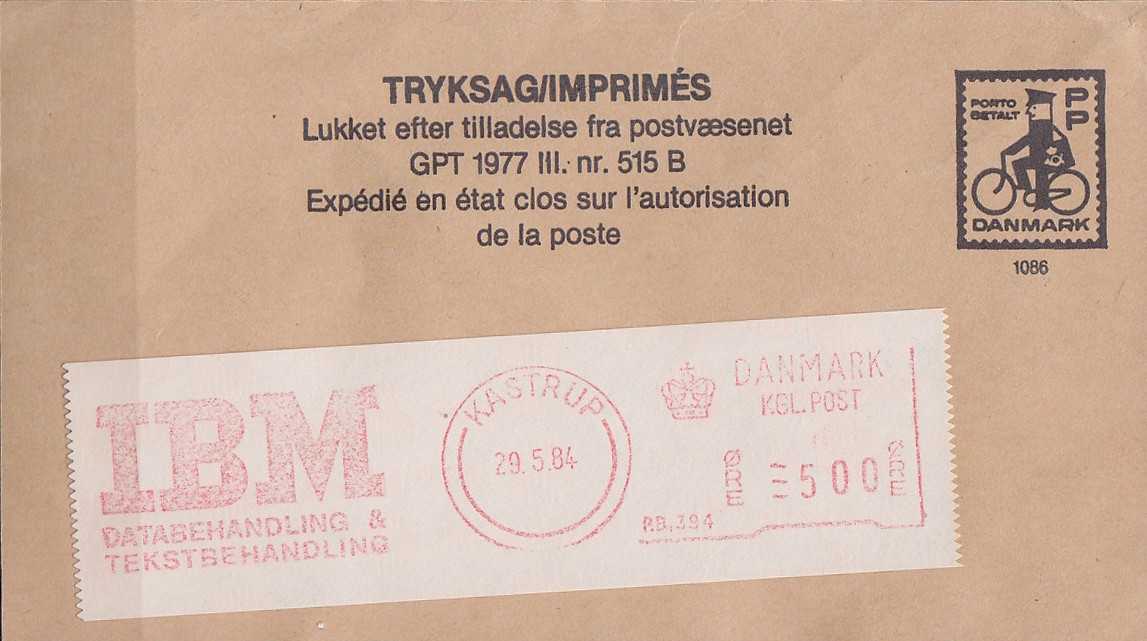 TRYKSAG/IMPRIMÉS
Lukket efter tilladelse fra postvæsenet
GPT 1977 III. nr. 515 B
Expédié en état clos sur l'autorisation
de la poste
PORTO
BETALT
PP
DANMARK
1086
IBM
DATABEHANDLING &
TEKSTBEHANDLING
KASTRUP
29.5.84
DANMARK
KGL. POST
ØRE
500
ØRE
P.B.394